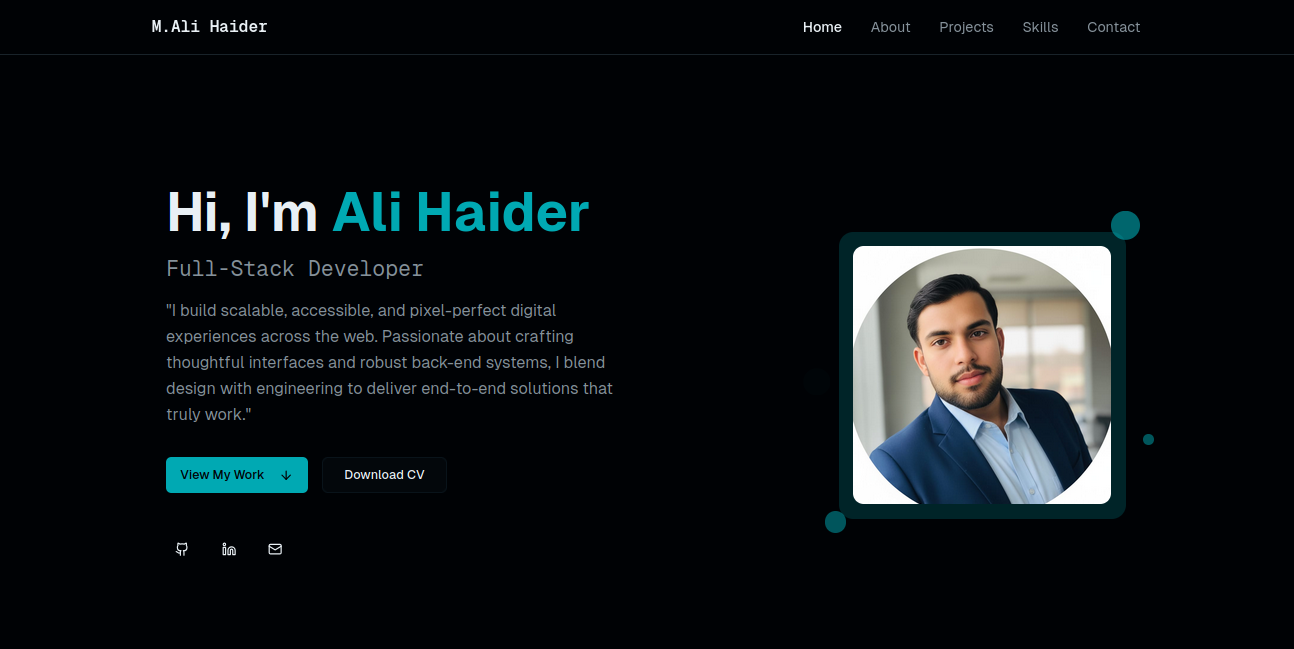 M.Ali Haider
Home About Projects Skills Contact
Hi, I'm Ali Haider
Full-Stack Developer
"I build scalable, accessible, and pixel-perfect digital
experiences across the web. Passionate about crafting
thoughtful interfaces and robust back-end systems, I blend
design with engineering to deliver end-to-end solutions that
truly work."
View My Work ↓
Download CV